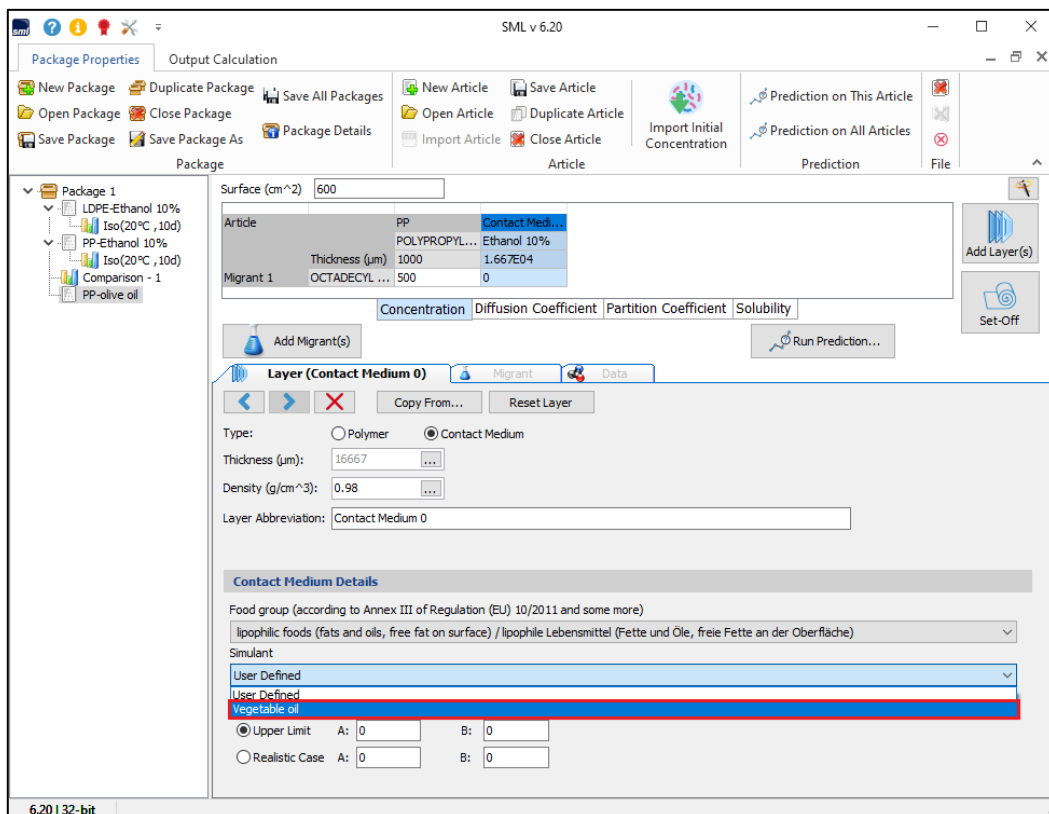 sml SML v 6.20
Package Properties Output Calculation
New Package Duplicate Package Save All Packages New Article Save Article
Open Package Close Package Open Article Duplicate Article Import Initial Concentration Prediction on This Article
Save Package Save Package As Package Details Import Article Close Article Prediction on All Articles
Package Article Prediction File
Package 1
LDPE-Ethanol 10%
Iso(20°C ,10d)
PP-Ethanol 10%
Iso(20°C ,10d)
Comparison - 1
PP-olive oil
Surface (cm^2) 600
Article PP Contact Medi...
POLYPROPYL... Ethanol 10%
Thickness (µm) 1000 1.667E04
Migrant 1 OCTADECYL ... 500 0
Add Layer(s)
Set-Off
Concentration Diffusion Coefficient Partition Coefficient Solubility
Add Migrant(s) Run Prediction...
Layer (Contact Medium 0) Migrant Data
Copy From... Reset Layer
Type: Polymer Contact Medium
Thickness (µm): 16667 ...
Density (g/cm^3): 0.98 ...
Layer Abbreviation: Contact Medium 0
Contact Medium Details
Food group (according to Annex III of Regulation (EU) 10/2011 and some more)
lipophilic foods (fats and oils, free fat on surface) / lipophile Lebensmittel (Fette und Öle, freie Fette an der Oberfläche)
Simulant
User Defined
User Defined
Vegetable oil
Upper Limit A: 0 B: 0
Realistic Case A: 0 B: 0
6.20 | 32-bit